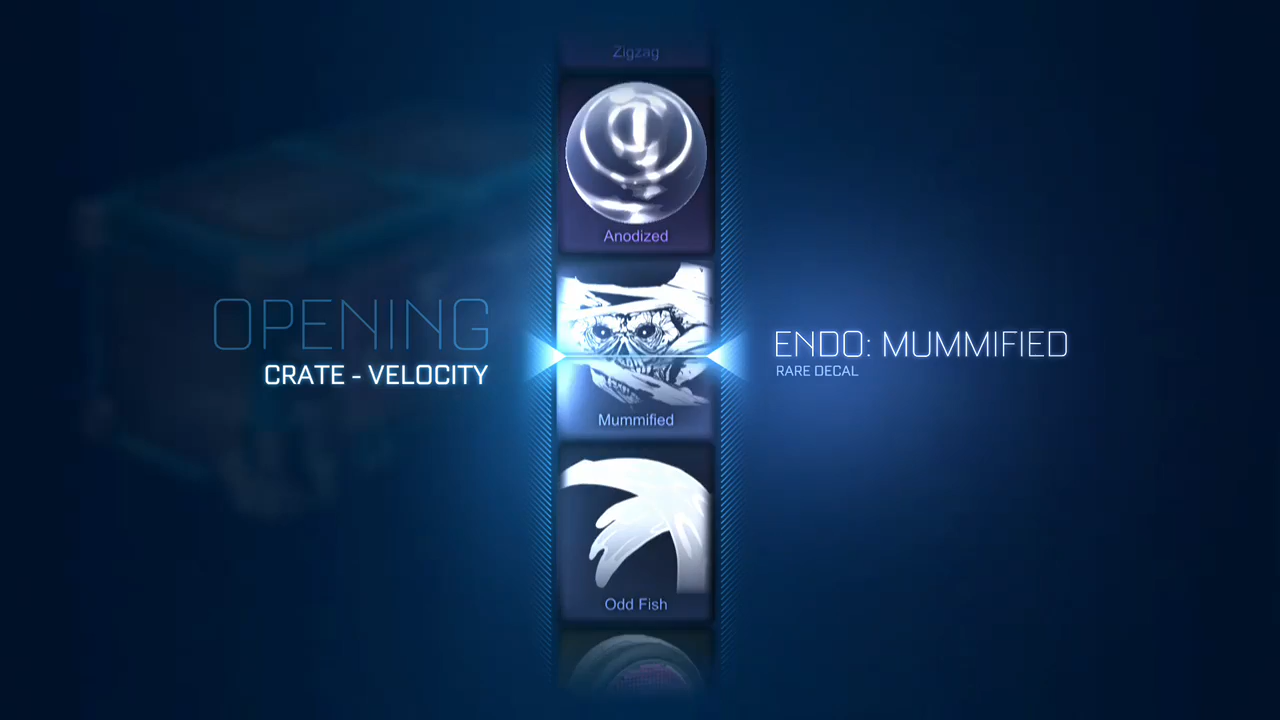 Zigzag
Anodized
OPENING
CRATE - VELOCITY
ENDO: MUMMIFIED
RARE DECAL
Mummified
Odd Fish